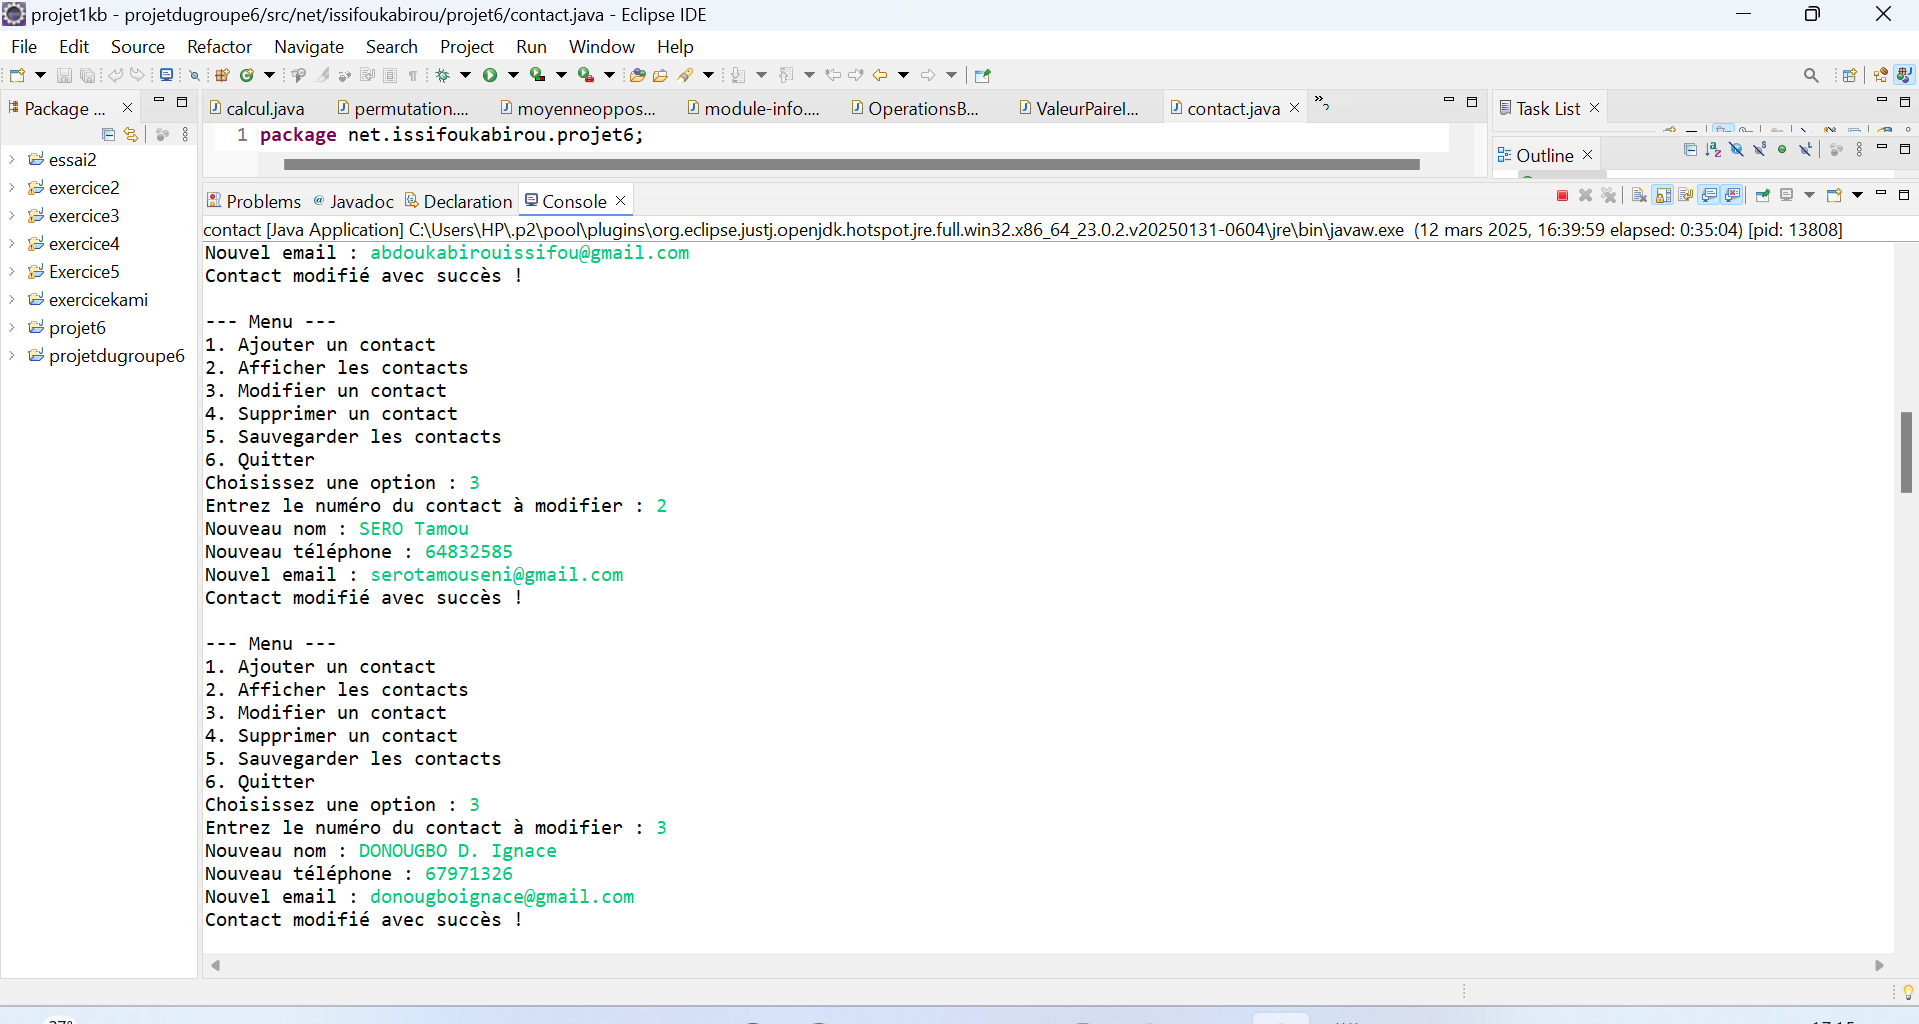 projet1kb - projetdugroupe6/src/net/issifoukabirou/projet6/contact.java - Eclipse IDE
File Edit Source Refactor Navigate Search Project Run Window Help
Package ...
calcul.java permutation.... moyenneoppos... module-info.... OperationsB... ValeurPaireI... contact.java
Task List
1 package net.issifoukabirou.projet6;
Outline
essai2
exercice2
exercice3
exercice4
Exercice5
exercicekami
projet6
projetdugroupe6
Problems Javadoc Declaration Console
contact [Java Application] C:\Users\HP\.p2\pool\plugins\org.eclipse.justj.openjdk.hotspot.jre.full.win32.x86_64_23.0.2.v20250131-0604\jre\bin\javaw.exe (12 mars 2025, 16:39:59 elapsed: 0:35:04) [pid: 13808]
Nouvel email : abdoukabirouissifou@gmail.com
Contact modifié avec succès !
--- Menu ---
1. Ajouter un contact
2. Afficher les contacts
3. Modifier un contact
4. Supprimer un contact
5. Sauvegarder les contacts
6. Quitter
Choisissez une option : 3
Entrez le numéro du contact à modifier : 2
Nouveau nom : SERO Tamou
Nouveau téléphone : 64832585
Nouvel email : serotamouseni@gmail.com
Contact modifié avec succès !
--- Menu ---
1. Ajouter un contact
2. Afficher les contacts
3. Modifier un contact
4. Supprimer un contact
5. Sauvegarder les contacts
6. Quitter
Choisissez une option : 3
Entrez le numéro du contact à modifier : 3
Nouveau nom : DONOUGBO D. Ignace
Nouveau téléphone : 67971326
Nouvel email : donougboignace@gmail.com
Contact modifié avec succès !